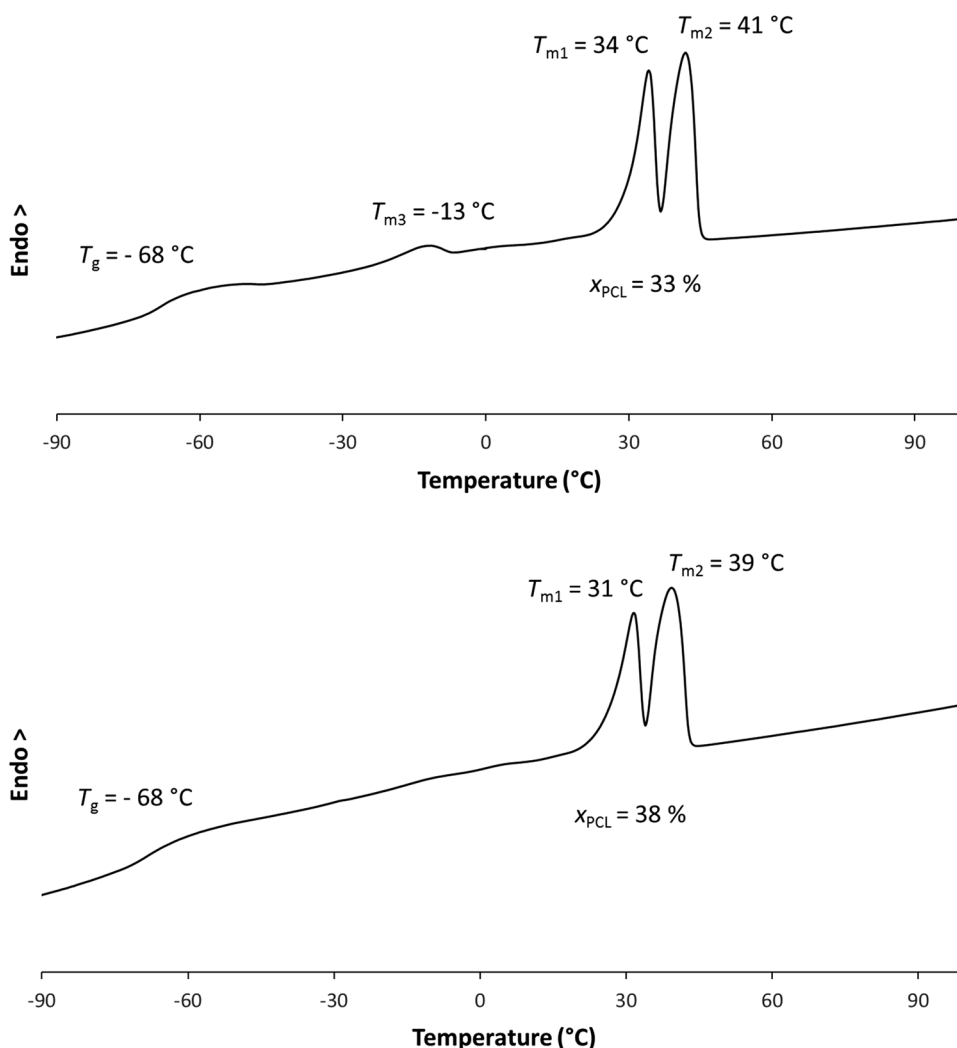 Tm2 = 41 °C
Tm1 = 34 °C
Tm3 = -13 °C
Tg = - 68 °C
xPCL = 33 %
Endo >
-90 -60 -30 0 30 60 90
Temperature (°C)
Tm2 = 39 °C
Tm1 = 31 °C
Tg = - 68 °C
xPCL = 38 %
Endo >
-90 -60 -30 0 30 60 90
Temperature (°C)